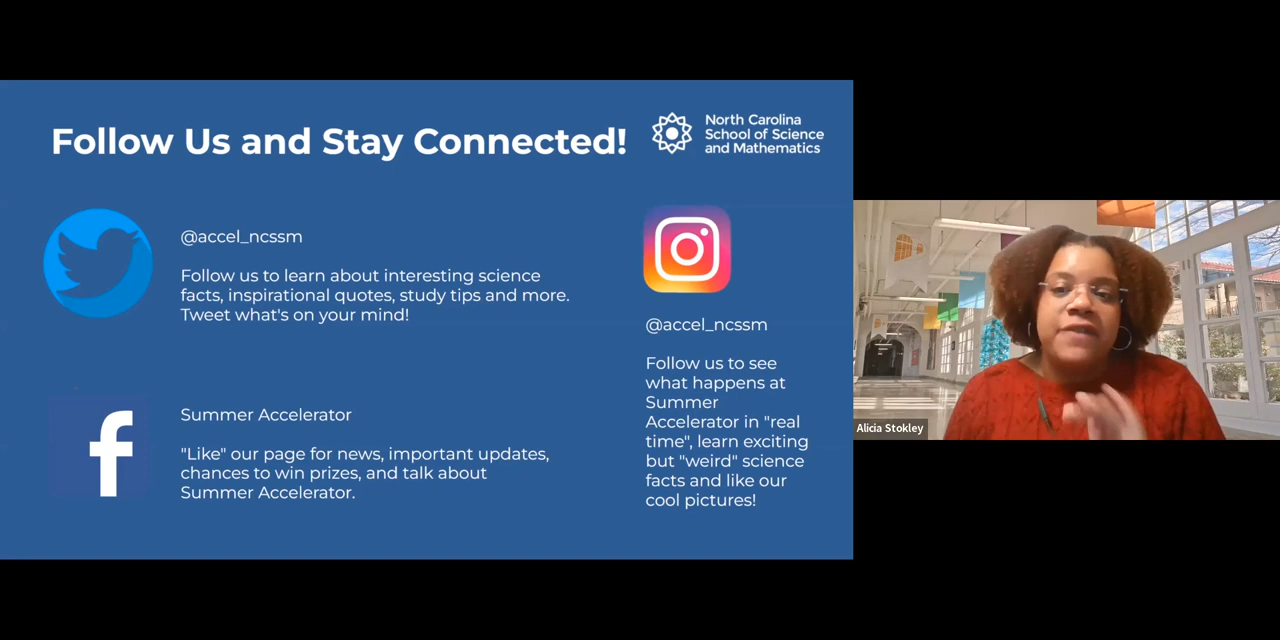 Follow Us and Stay Connected!
North Carolina
School of Science
and Mathematics
@accel_ncssm
Follow us to learn about interesting science
facts, inspirational quotes, study tips and more.
Tweet what's on your mind!
Summer Accelerator
"Like" our page for news, important updates,
chances to win prizes, and talk about
Summer Accelerator.
@accel_ncssm
Follow us to see
what happens at
Summer
Accelerator in "real
time", learn exciting
but "weird" science
facts and like our
cool pictures!
Alicia Stokley